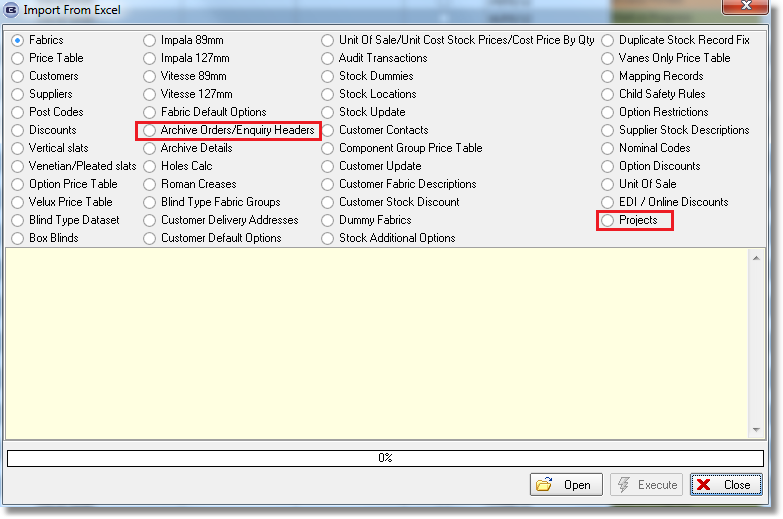 Import From Excel
Fabrics
Price Table
Customers
Suppliers
Post Codes
Discounts
Vertical slats
Venetian/Pleated slats
Option Price Table
Velux Price Table
Blind Type Dataset
Box Blinds
Impala 89mm
Impala 127mm
Vitesse 89mm
Vitesse 127mm
Fabric Default Options
Archive Orders/Enquiry Headers
Archive Details
Holes Calc
Roman Creases
Blind Type Fabric Groups
Customer Delivery Addresses
Customer Default Options
Unit Of Sale/Unit Cost Stock Prices/Cost Price By Qty
Audit Transactions
Stock Dummies
Stock Locations
Stock Update
Customer Contacts
Component Group Price Table
Customer Update
Customer Fabric Descriptions
Customer Stock Discount
Dummy Fabrics
Stock Additional Options
Duplicate Stock Record Fix
Vanes Only Price Table
Mapping Records
Child Safety Rules
Option Restrictions
Supplier Stock Descriptions
Nominal Codes
Option Discounts
Unit Of Sale
EDI / Online Discounts
Projects
0%
Open
Execute
Close